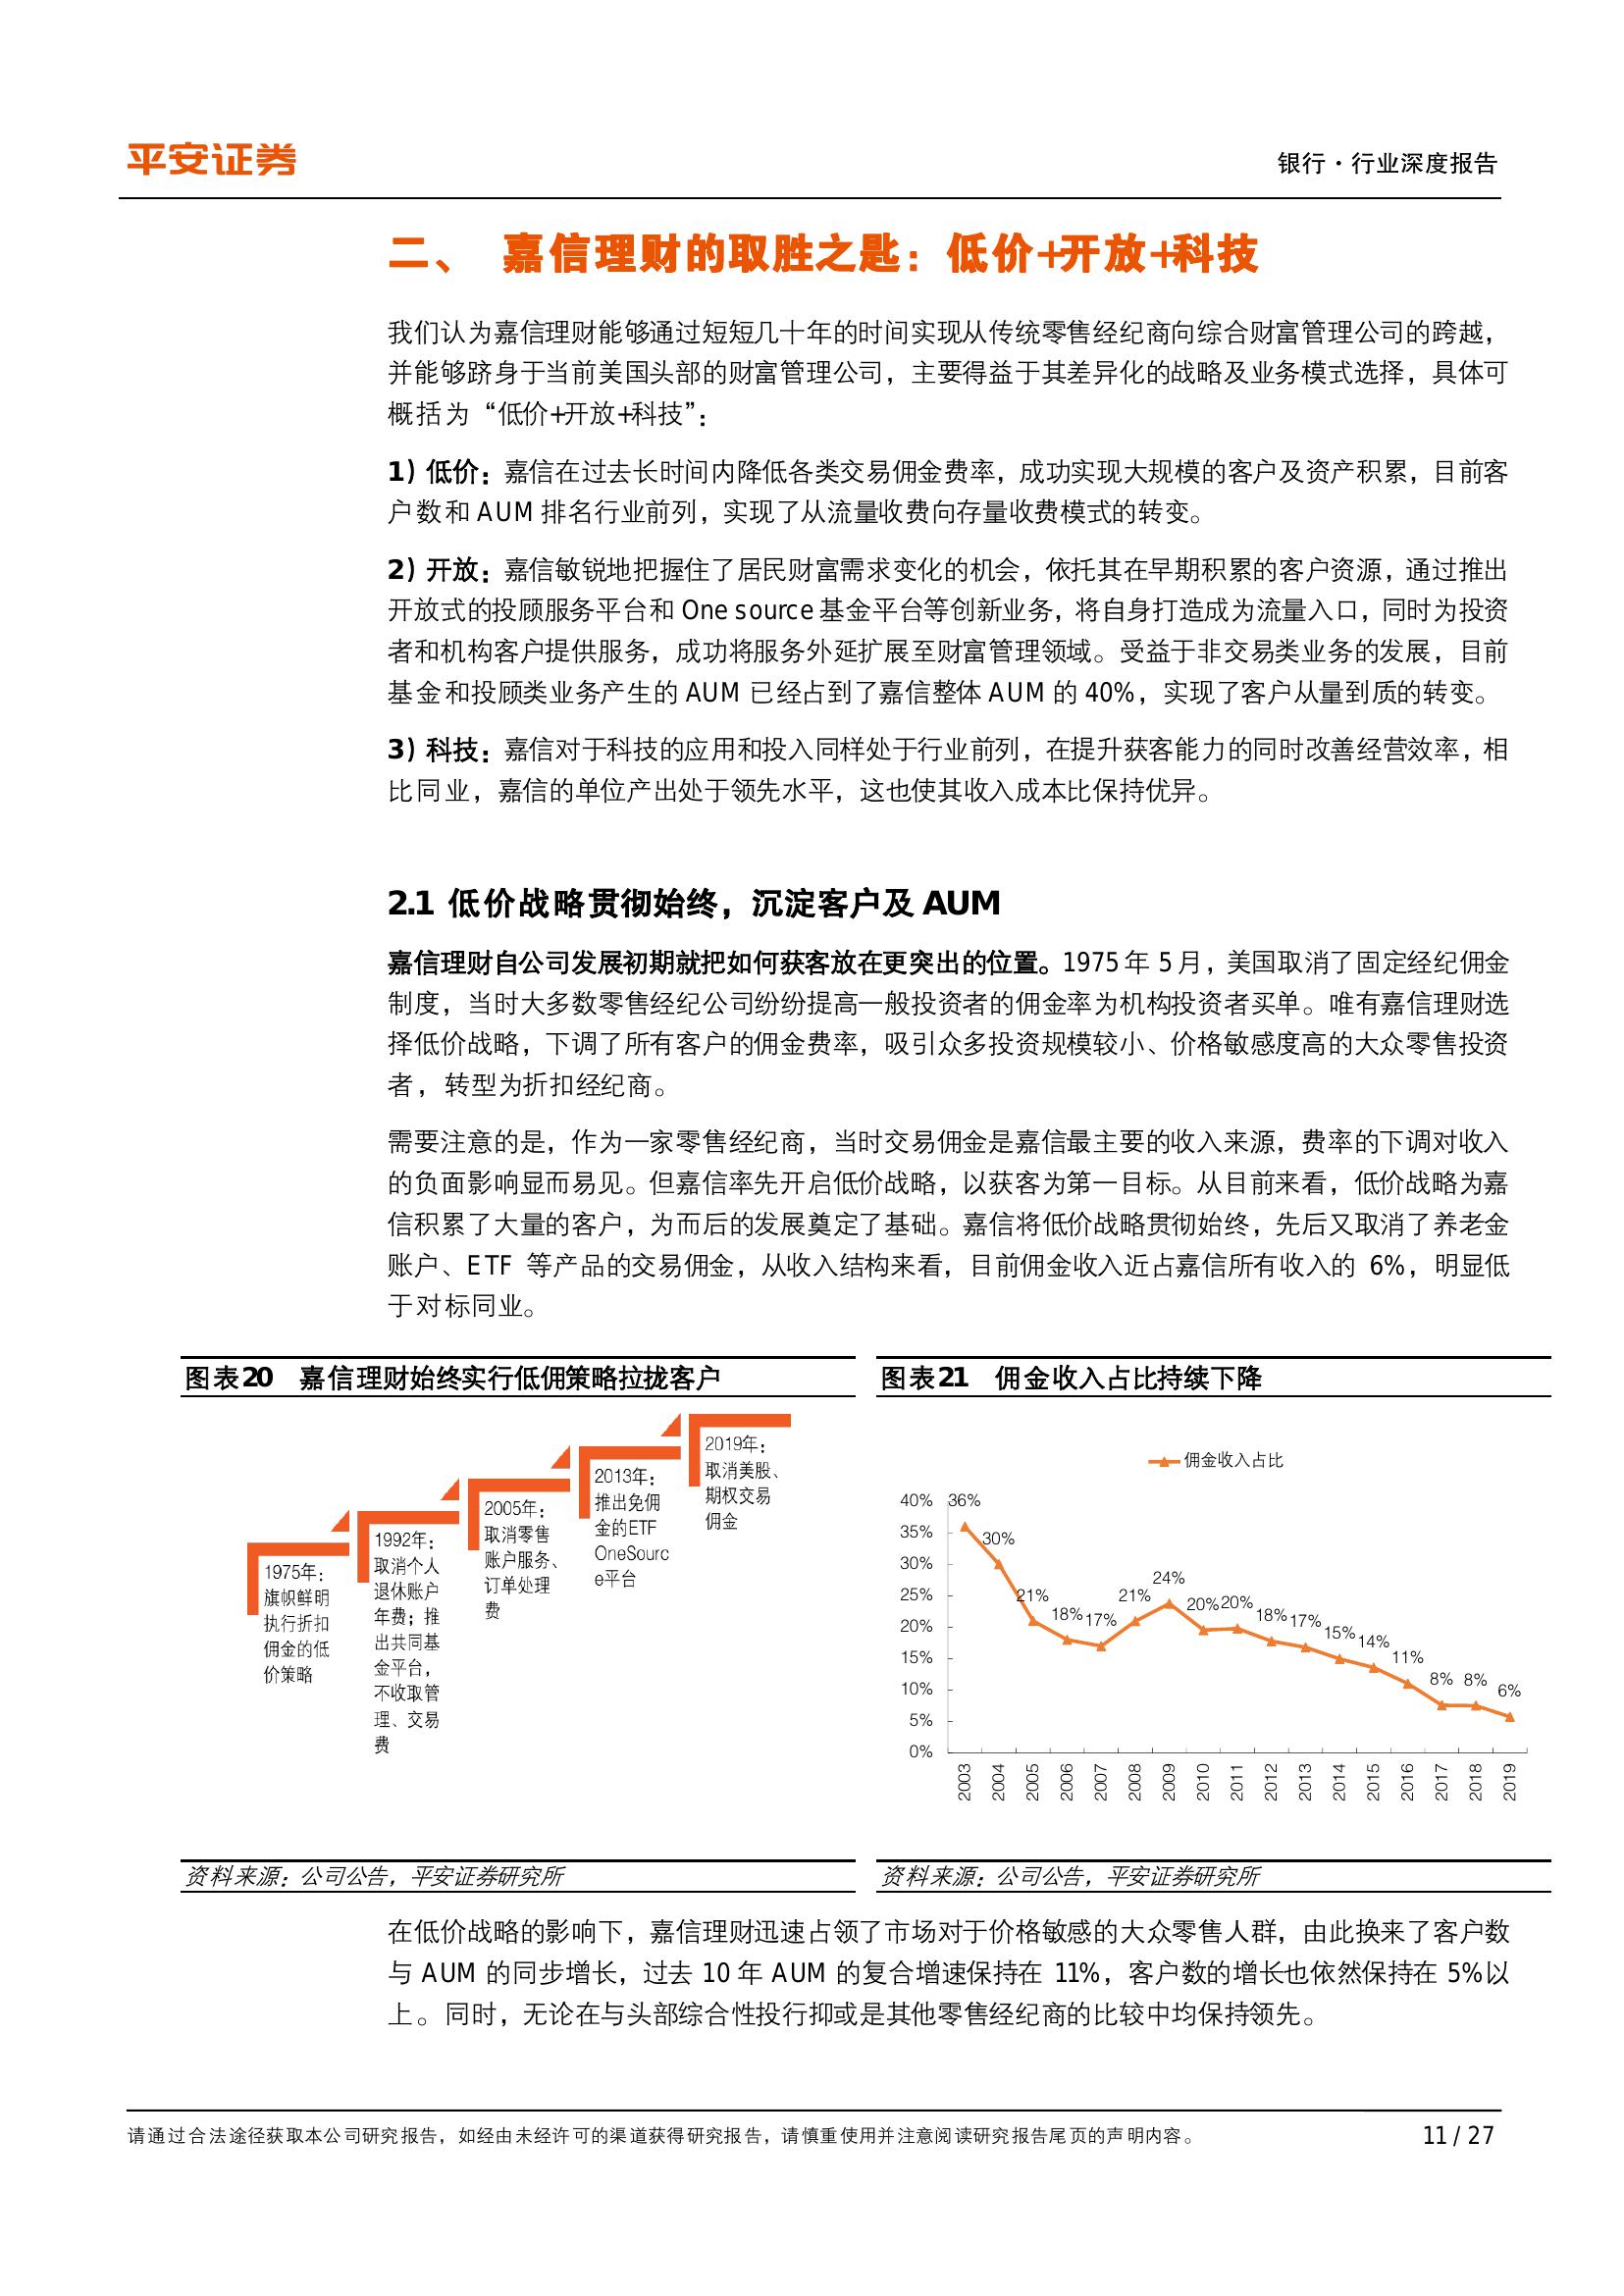 平安证券
银行·行业深度报告
二、 嘉信理财的取胜之匙：低价+开放+科技
我们认为嘉信理财能够通过短短几十年的时间实现从传统零售经纪商向综合财富管理公司的跨越，
并能够跻身于当前美国头部的财富管理公司，主要得益于其差异化的战略及业务模式选择，具体可
概括为“低价+开放+科技”：
1）低价：嘉信在过去长时间内降低各类交易佣金费率，成功实现大规模的客户及资产积累，目前客
户数和 AUM 排名行业前列，实现了从流量收费向存量收费模式的转变。
2）开放：嘉信敏锐地把握住了居民财富需求变化的机会，依托其在早期积累的客户资源，通过推出
开放式的投顾服务平台和 One source 基金平台等创新业务，将自身打造成为流量入口，同时为投资
者和机构客户提供服务，成功将服务外延扩展至财富管理领域。受益于非交易类业务的发展，目前
基金和投顾类业务产生的 AUM 已经占到了嘉信整体 AUM 的 40%，实现了客户从量到质的转变。
3）科技：嘉信对于科技的应用和投入同样处于行业前列，在提升获客能力的同时改善经营效率，相
比同业，嘉信的单位产出处于领先水平，这也使其收入成本比保持优异。
2.1 低价战略贯彻始终，沉淀客户及 AUM
嘉信理财自公司发展初期就把如何获客放在更突出的位置。1975 年 5 月，美国取消了固定经纪佣金
制度，当时大多数零售经纪公司纷纷提高一般投资者的佣金率为机构投资者买单。唯有嘉信理财选
择低价战略，下调了所有客户的佣金费率，吸引众多投资规模较小、价格敏感度高的大众零售投资
者，转型为折扣经纪商。
需要注意的是，作为一家零售经纪商，当时交易佣金是嘉信最主要的收入来源，费率的下调对收入
的负面影响显而易见。但嘉信率先开启低价战略，以获客为第一目标。从目前来看，低价战略为嘉
信积累了大量的客户，为而后的发展奠定了基础。嘉信将低价战略贯彻始终，先后又取消了养老金
账户、ETF 等产品的交易佣金，从收入结构来看，目前佣金收入近占嘉信所有收入的 6%，明显低
于对标同业。
图表20 嘉信理财始终实行低佣策略拉拢客户
1975年：
旗帜鲜明
执行折扣
佣金的低
价策略
1992年：
取消个人
退休账户
年费；推
出共同基
金平台，
不收取管
理、交易
费
2005年：
取消零售
账户服务、
订单处理
费
2013年：
推出免佣
金的ETF
OneSourc
e平台
2019年：
取消美股、
期权交易
佣金
资料来源：公司公告，平安证券研究所
图表21 佣金收入占比持续下降
佣金收入占比
40%
35%
30%
25%
20%
15%
10%
5%
0%
36%
30%
21%
18%
17%
21%
24%
20%
20%
18%
17%
15%
14%
11%
8%
8%
6%
2003
2004
2005
2006
2007
2008
2009
2010
2011
2012
2013
2014
2015
2016
2017
2018
2019
资料来源：公司公告，平安证券研究所
在低价战略的影响下，嘉信理财迅速占领了市场对于价格敏感的大众零售人群，由此换来了客户数
与 AUM 的同步增长，过去 10 年 AUM 的复合增速保持在 11%，客户数的增长也依然保持在 5%以
上。同时，无论在与头部综合性投行抑或是其他零售经纪商的比较中均保持领先。
请通过合法途径获取本公司研究报告，如经由未经许可的渠道获得研究报告，请慎重使用并注意阅读研究报告尾页的声明内容。
11 / 27